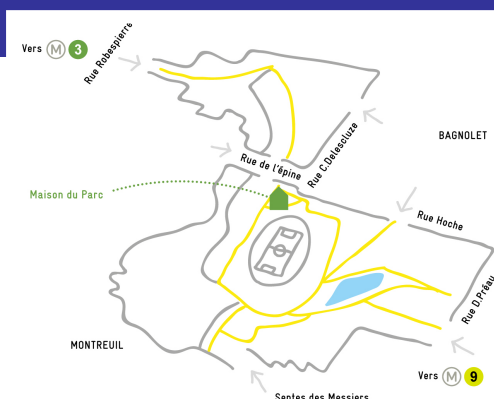 Vers M 3
Rue Robespierre
Rue C.Delescluze
BAGNOLET
Rue de l'épine
Maison du Parc
Rue Hoche
Rue D.Préau
MONTREUIL
Vers M 9
Sentes des Messiers